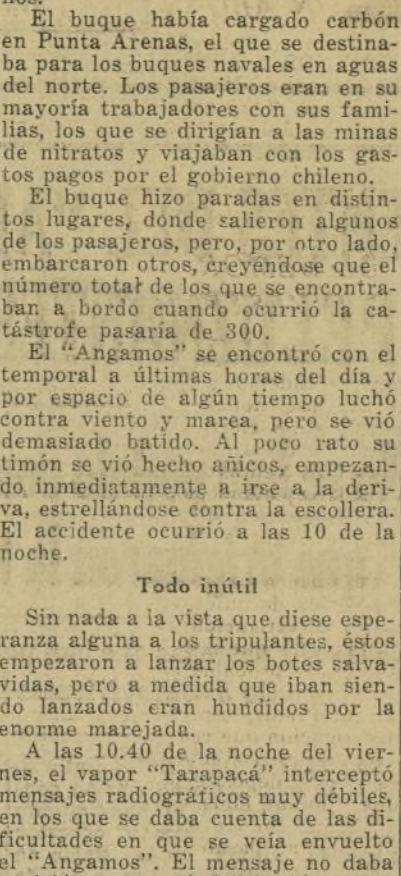 El buque había cargado carbón
en Punta Arenas, el que se destina-
ba para los buques navales en aguas
del norte. Los pasajeros eran en su
mayoría trabajadores con sus fami-
lias, los que se dirigían a las minas
de nitratos y viajaban con los gas-
tos pagos por el gobierno chileno.
El buque hizo paradas en distin-
tos lugares, donde salieron algunos
de los pasajeros, pero, por otro lado,
embarcaron otros, creyéndose que el
número total de los que se encontra-
ban a bordo cuando ocurrió la ca-
tástrofe pasaría de 300.
El “Angamos” se encontró con el
temporal a últimas horas del día y
por espacio de algún tiempo luchó
contra viento y marea, pero se vió
demasiado batido. Al poco rato su
timón se vió hecho añicos, empezan-
do inmediatamente a irse a la deri-
va, estrellándose contra la escollera.
El accidente ocurrió a las 10 de la
noche.
Todo inútil
Sin nada a la vista que diese espe-
ranza alguna a los tripulantes, éstos
empezaron a lanzar los botes salva-
vidas, pero a medida que iban sien-
do lanzados eran hundidos por la
enorme marejada.
A las 10.40 de la noche del vier-
nes, el vapor “Tarapacá” interceptó
mensajes radiográficos muy débiles,
en los que se daba cuenta de las di-
ficultades en que se veía envuelto
el “Angamos”. El mensaje no daba